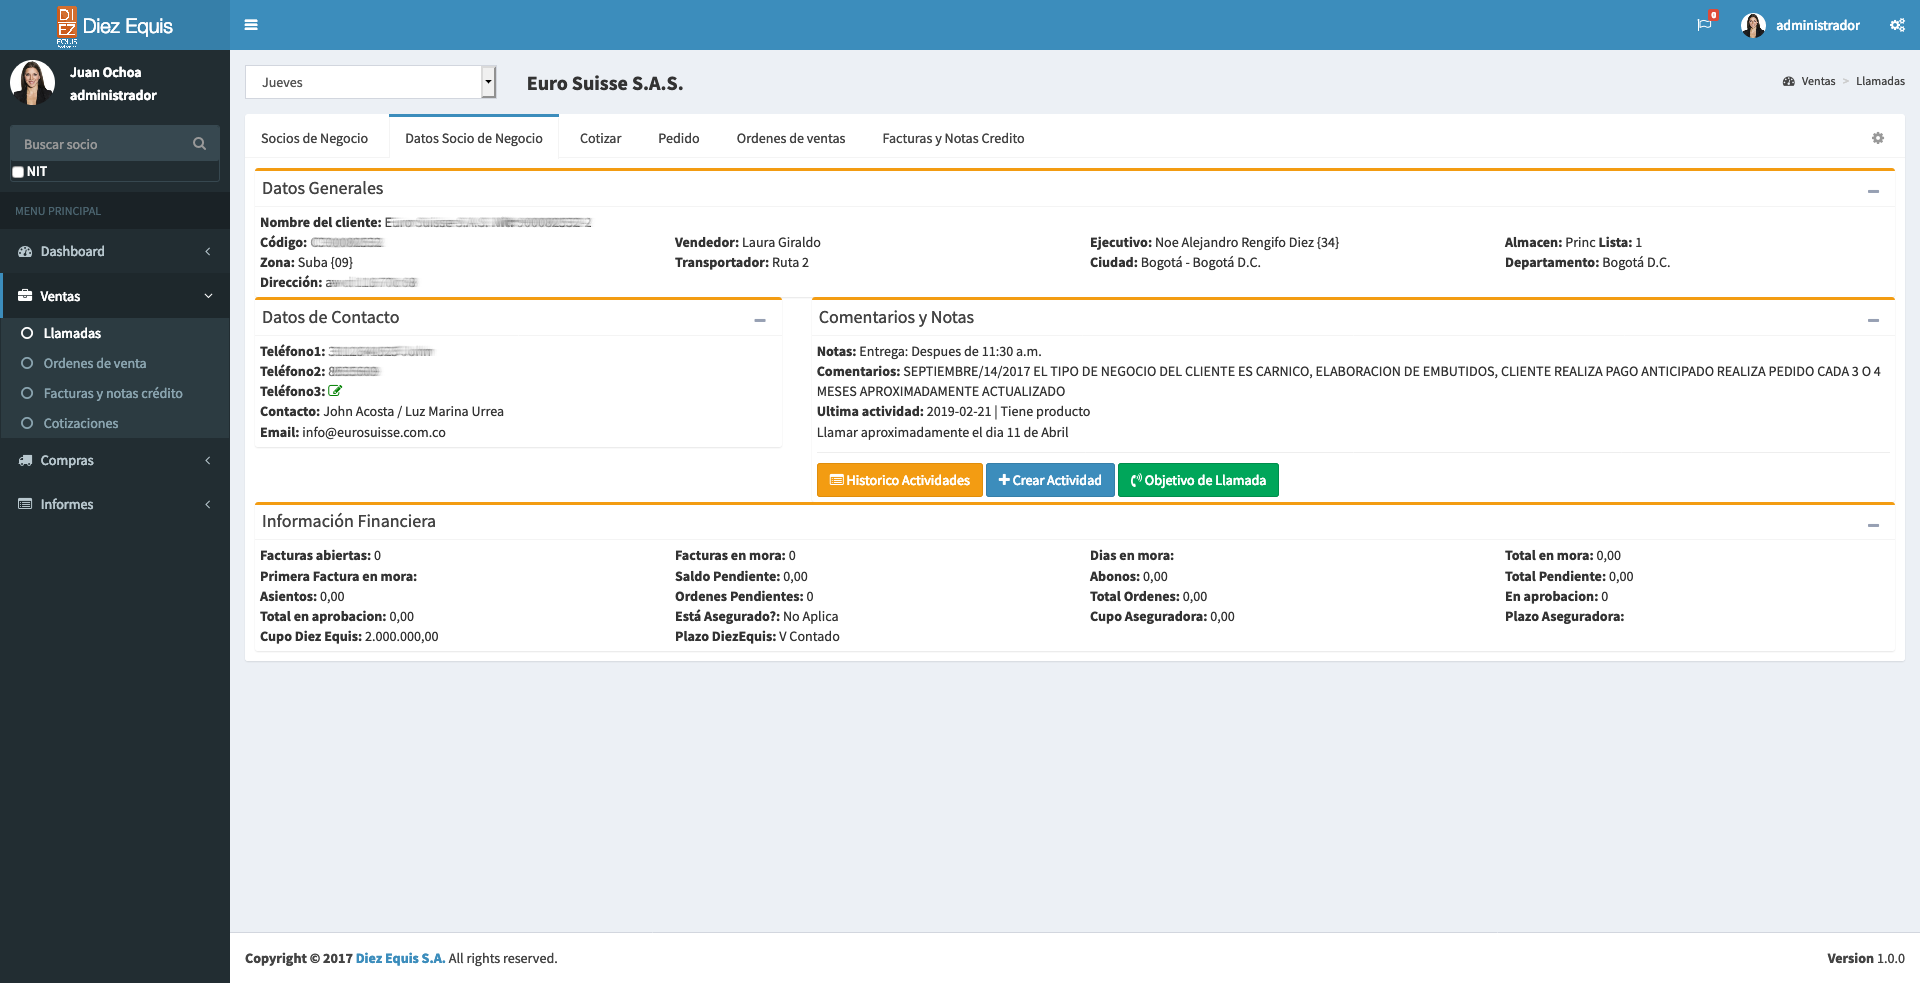 DI
EZ
EQUIS
Diez Equis
0
administrador
Juan Ochoa
administrador
Buscar socio
NIT
MENU PRINCIPAL
Dashboard
Ventas
Llamadas
Ordenes de venta
Facturas y notas crédito
Cotizaciones
Compras
Informes
Jueves
Euro Suisse S.A.S.
Ventas > Llamadas
Socios de Negocio
Datos Socio de Negocio
Cotizar
Pedido
Ordenes de ventas
Facturas y Notas Credito
Datos Generales
Nombre del cliente:
Código:
Vendedor: Laura Giraldo
Ejecutivo: Noe Alejandro Rengifo Diez {34}
Almacen: Princ Lista: 1
Zona: Suba {09}
Transportador: Ruta 2
Ciudad: Bogotá - Bogotá D.C.
Departamento: Bogotá D.C.
Dirección:
Datos de Contacto
Teléfono1:
Teléfono2:
Teléfono3:
Contacto: John Acosta / Luz Marina Urrea
Email: info@eurosuisse.com.co
Comentarios y Notas
Notas: Entrega: Despues de 11:30 a.m.
Comentarios: SEPTIEMBRE/14/2017 EL TIPO DE NEGOCIO DEL CLIENTE ES CARNICO, ELABORACION DE EMBUTIDOS, CLIENTE REALIZA PAGO ANTICIPADO REALIZA PEDIDO CADA 3 O 4
MESES APROXIMADAMENTE ACTUALIZADO
Ultima actividad: 2019-02-21 | Tiene producto
Llamar aproximadamente el dia 11 de Abril
Historico Actividades
Crear Actividad
Objetivo de Llamada
Información Financiera
Facturas abiertas: 0
Facturas en mora: 0
Dias en mora:
Total en mora: 0,00
Primera Factura en mora:
Saldo Pendiente: 0,00
Abonos: 0,00
Total Pendiente: 0,00
Asientos: 0,00
Ordenes Pendientes: 0
Total Ordenes: 0,00
En aprobacion: 0
Total en aprobacion: 0,00
Está Asegurado?: No Aplica
Cupo Aseguradora: 0,00
Plazo Aseguradora:
Cupo Diez Equis: 2.000.000,00
Plazo DiezEquis: V Contado
Copyright © 2017 Diez Equis S.A. All rights reserved.
Version 1.0.0